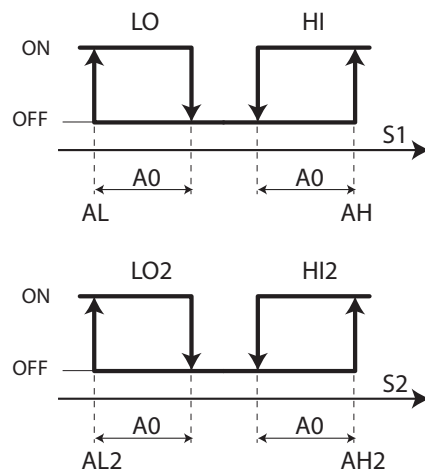 LO HI
ON
OFF
S1
A0 A0
AL AH
LO2 HI2
ON
OFF
S2
A0 A0
AL2 AH2